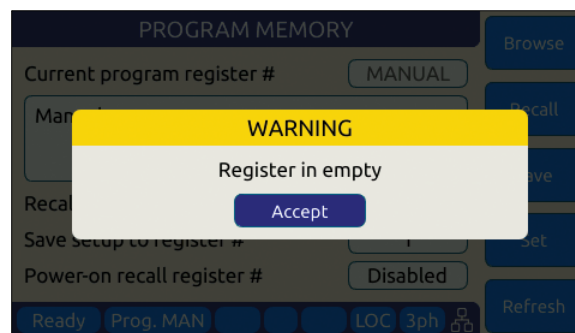 PROGRAM MEMORY
Browse
Current program register #
MANUAL
WARNING
Register in empty
Accept
Save setup to register #
1
Set
Power-on recall register #
Disabled
Refresh
Ready
Prog. MAN
LOC
3ph